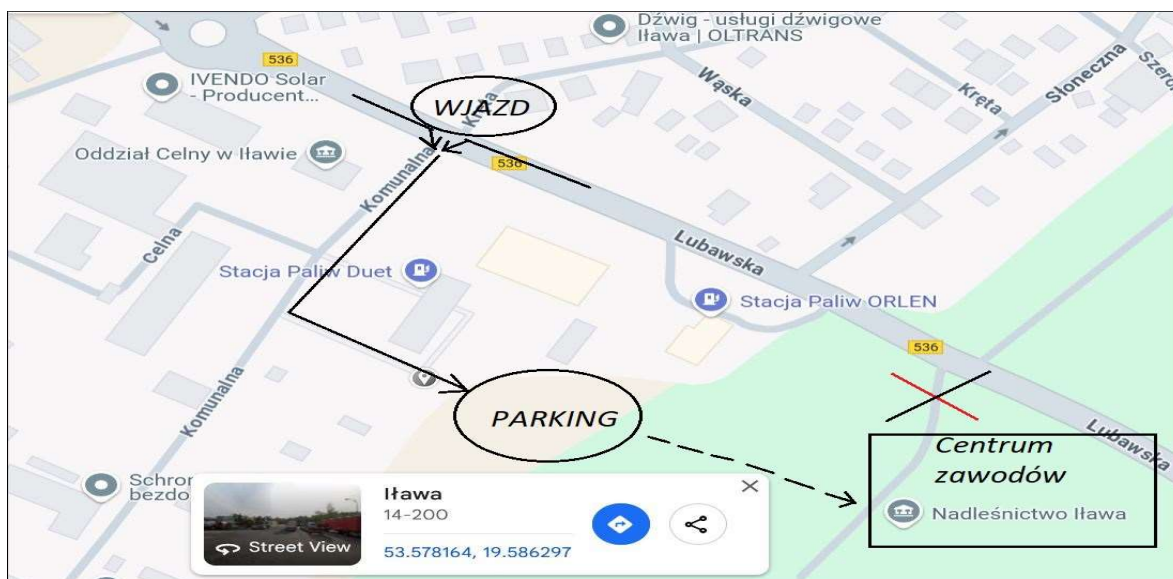 Dźwig - usługi dźwigowe
Iława | OLTRANS
536
IVENDO Solar
- Producent...
WJAZD
Kręta
Wąska
Kręta
Słoneczna
Oddział Celny w Iławie
Komunalna
536
Celna
Lubawska
Stacja Paliw Duet
Stacja Paliw ORLEN
536
Komunalna
PARKING
Lubawska
Centrum
zawodów
Nadleśnictwo Iława
Iława
14-200
Street View
53.578164, 19.586297